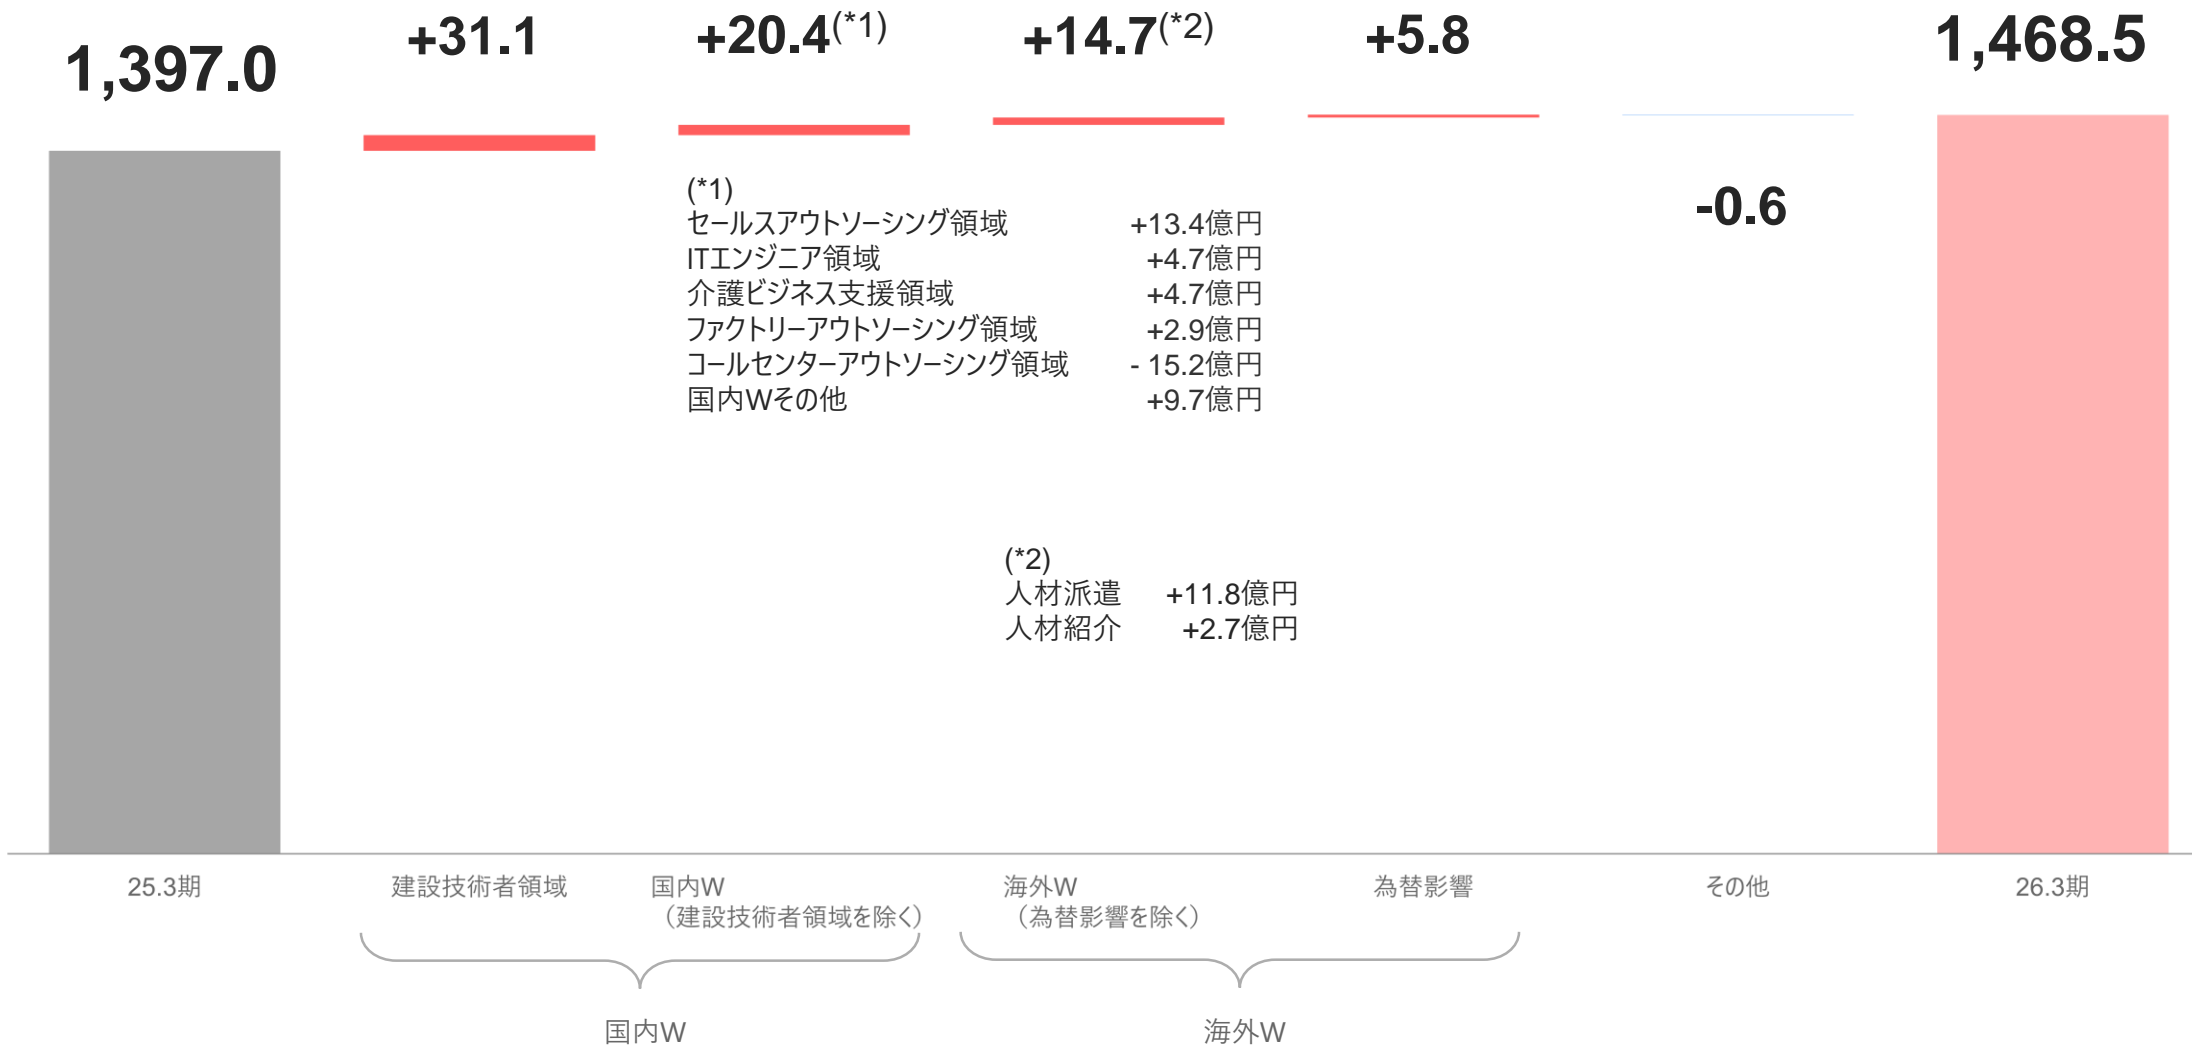 1,397.0
+31.1
+20.4(*1)
+14.7(*2)
+5.8
-0.6
1,468.5
(*1)
セールスアウトソーシング領域 +13.4億円
ITエンジニア領域 +4.7億円
介護ビジネス支援領域 +4.7億円
ファクトリーアウトソーシング領域 +2.9億円
コールセンターアウトソーシング領域 - 15.2億円
国内Wその他 +9.7億円
(*2)
人材派遣 +11.8億円
人材紹介 +2.7億円
25.3期
建設技術者領域
国内W
（建設技術者領域を除く）
海外W
（為替影響を除く）
為替影響
その他
26.3期
国内W
海外W